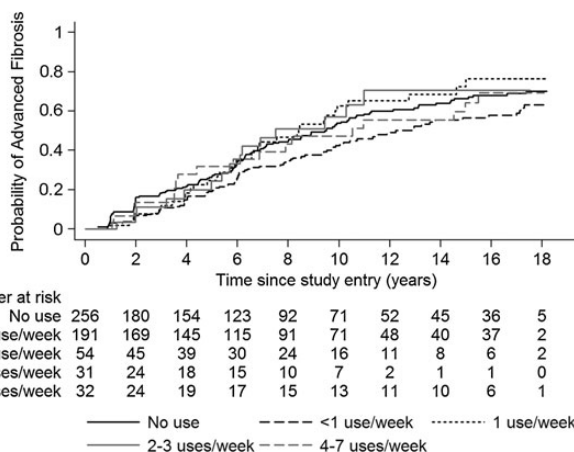 Probability of Advanced Fibrosis
1
0.8
0.6
0.4
0.2
0
0 2 4 6 8 10 12 14 16 18
Time since study entry (years)
er at risk
No use 256 180 154 123 92 71 52 45 36 5
use/week 191 169 145 115 91 71 48 40 37 2
use/week 54 45 39 30 24 16 11 8 6 2
ses/week 31 24 18 15 10 7 2 1 1 0
ses/week 32 24 19 17 15 13 11 10 6 1
No use <1 use/week 1 use/week
2-3 uses/week 4-7 uses/week